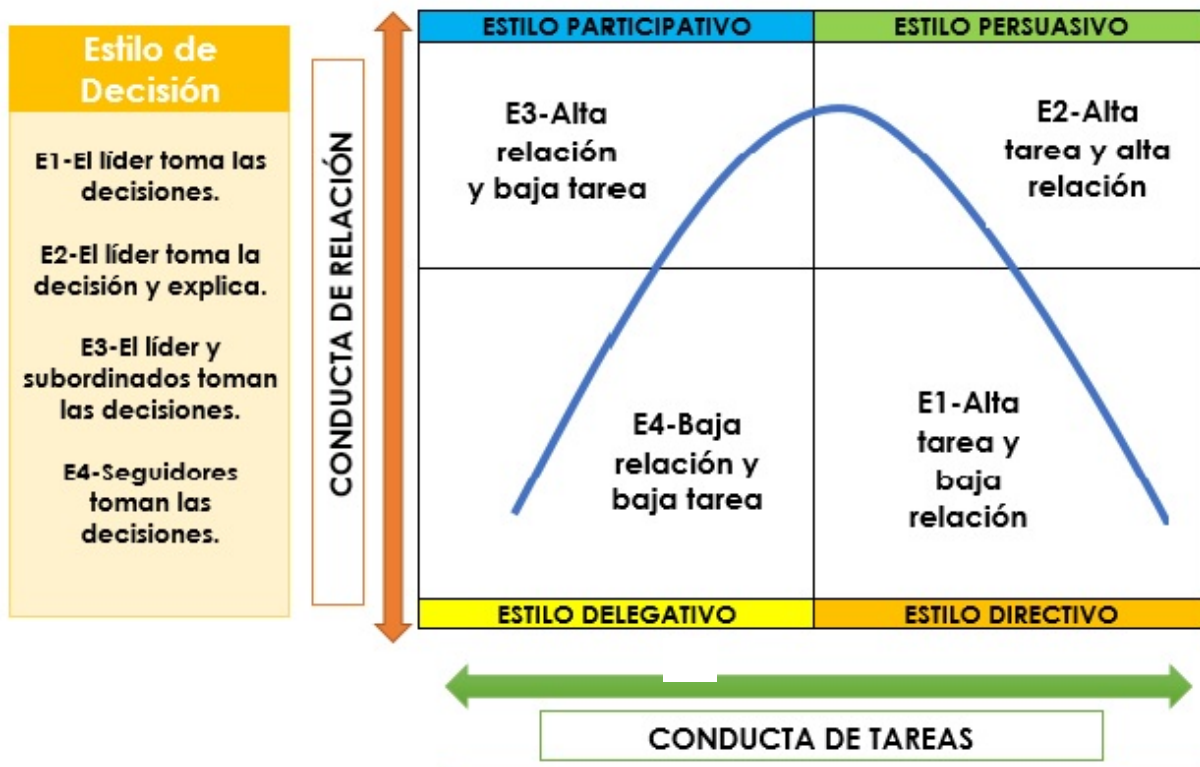 Estilo de
Decisión
E1-El líder toma las
decisiones.
E2-El líder toma la
decisión y explica.
E3-El líder y
subordinados toman
las decisiones.
E4-Seguidores
toman las
decisiones.
CONDUCTA DE RELACIÓN
ESTILO PARTICIPATIVO
ESTILO PERSUASIVO
E3-Alta
relación
y baja tarea
E2-Alta
tarea y alta
relación
E4-Baja
relación y
baja tarea
E1-Alta
tarea y
baja
relación
ESTILO DELEGATIVO
ESTILO DIRECTIVO
CONDUCTA DE TAREAS